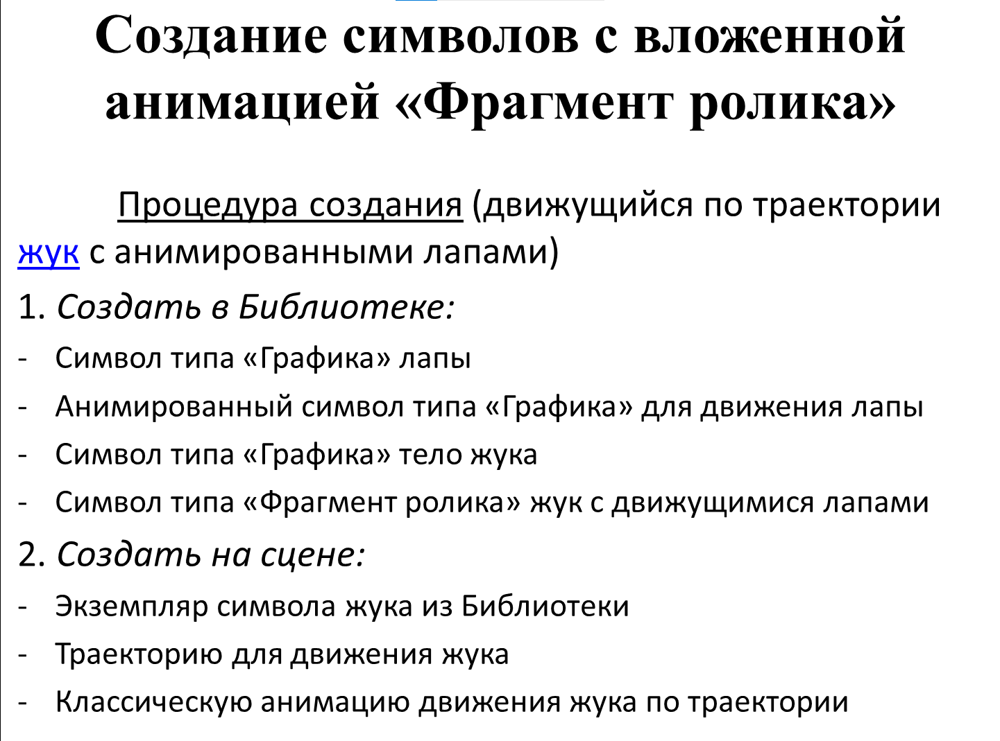 Создание символов с вложенной
анимацией «Фрагмент ролика»
Процедура создания (движущийся по траектории
жук с анимированными лапами)
1. Создать в Библиотеке:
- Символ типа «Графика» лапы
- Анимированный символ типа «Графика» для движения лапы
- Символ типа «Графика» тело жука
- Символ типа «Фрагмент ролика» жук с движущимися лапами
2. Создать на сцене:
- Экземпляр символа жука из Библиотеки
- Траекторию для движения жука
- Классическую анимацию движения жука по траектории